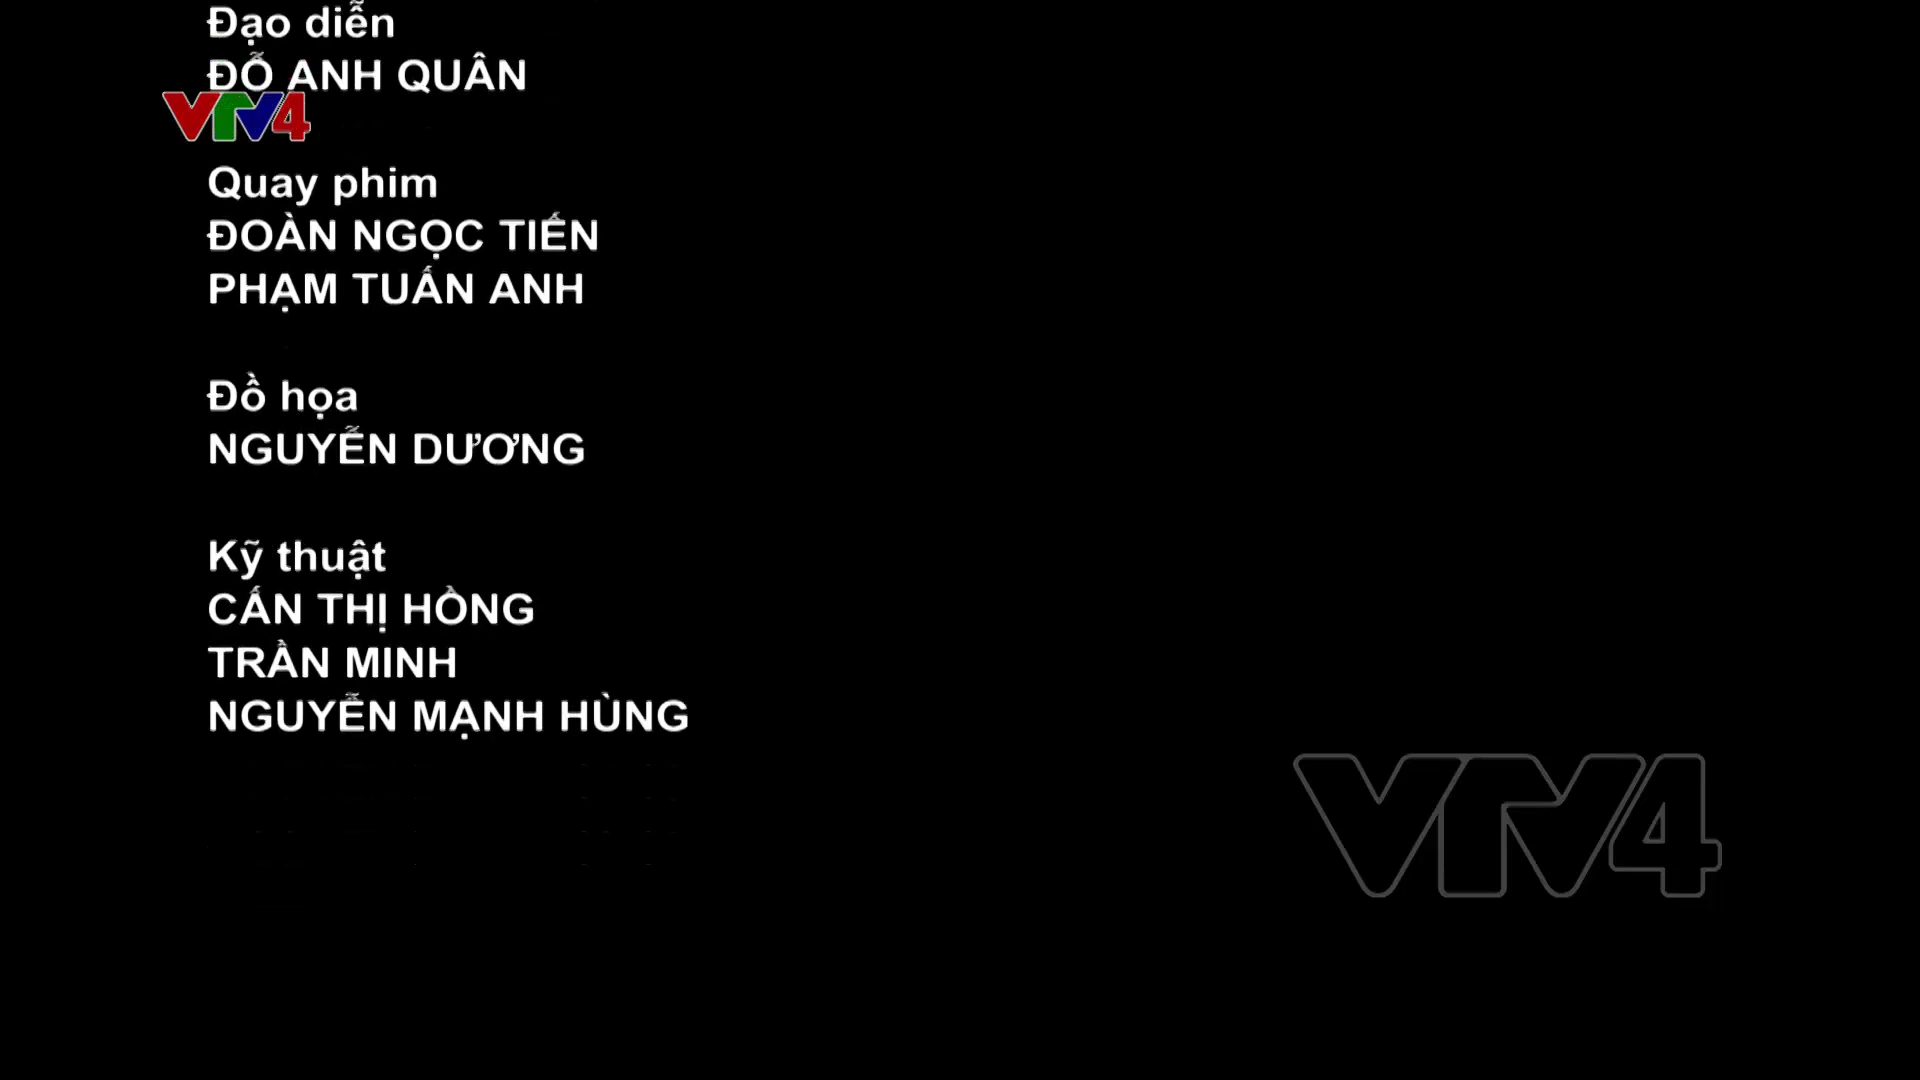 Đạo diễn
ĐỖ ANH QUÂN
VTV4
Quay phim
ĐOÀN NGỌC TIẾN
PHẠM TUẤN ANH
Đồ họa
NGUYỄN DƯƠNG
Kỹ thuật
CẤN THỊ HỒNG
TRẦN MINH
NGUYỄN MẠNH HÙNG
VTV4